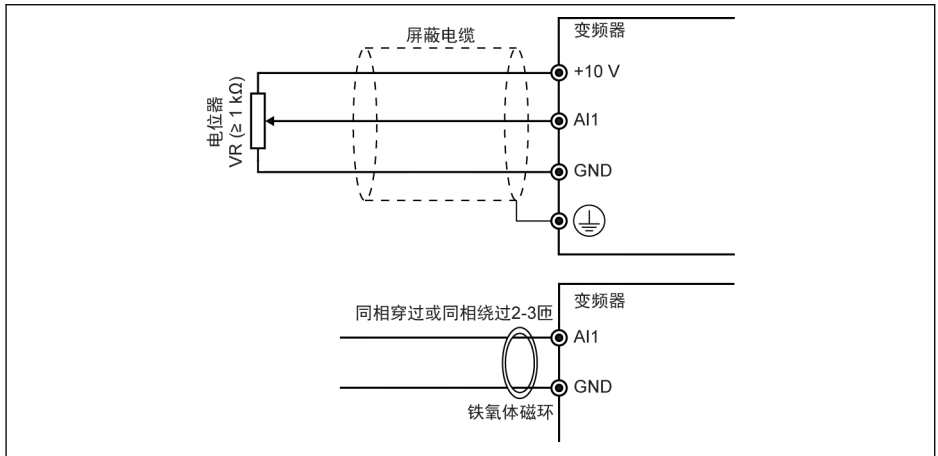 屏蔽电缆
变频器
+10 V
电位器
VR (≥ 1 kΩ)
AI1
GND
变频器
同相穿过或同相绕过2-3匝
AI1
GND
铁氧体磁环